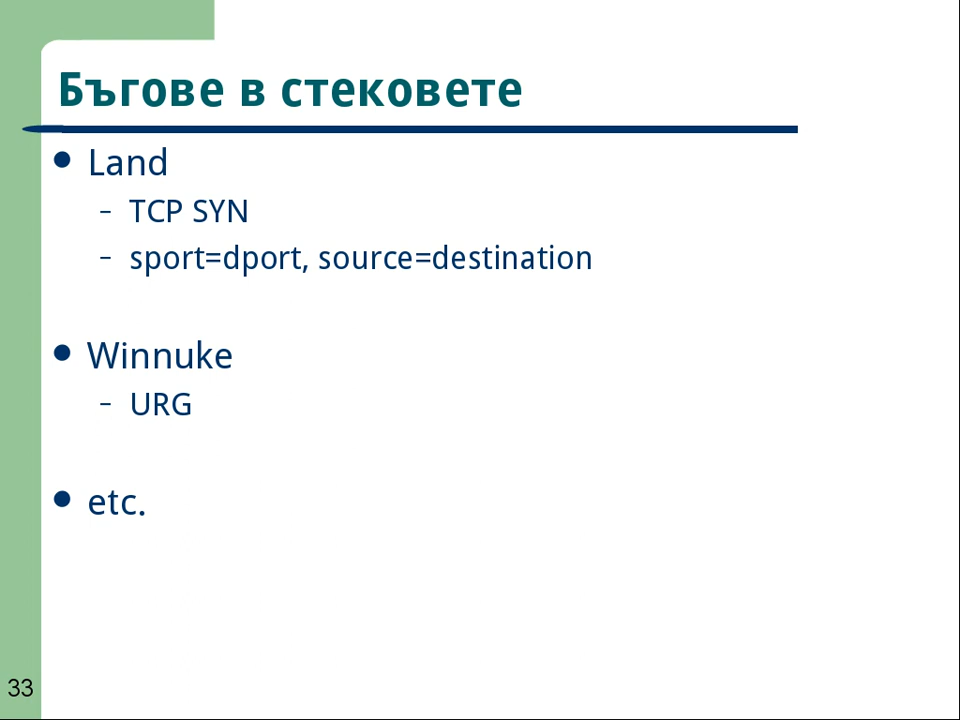 Бъгове в стековете
● Land
– TCP SYN
– sport=dport, source=destination
● Winnuke
– URG
● etc.
33